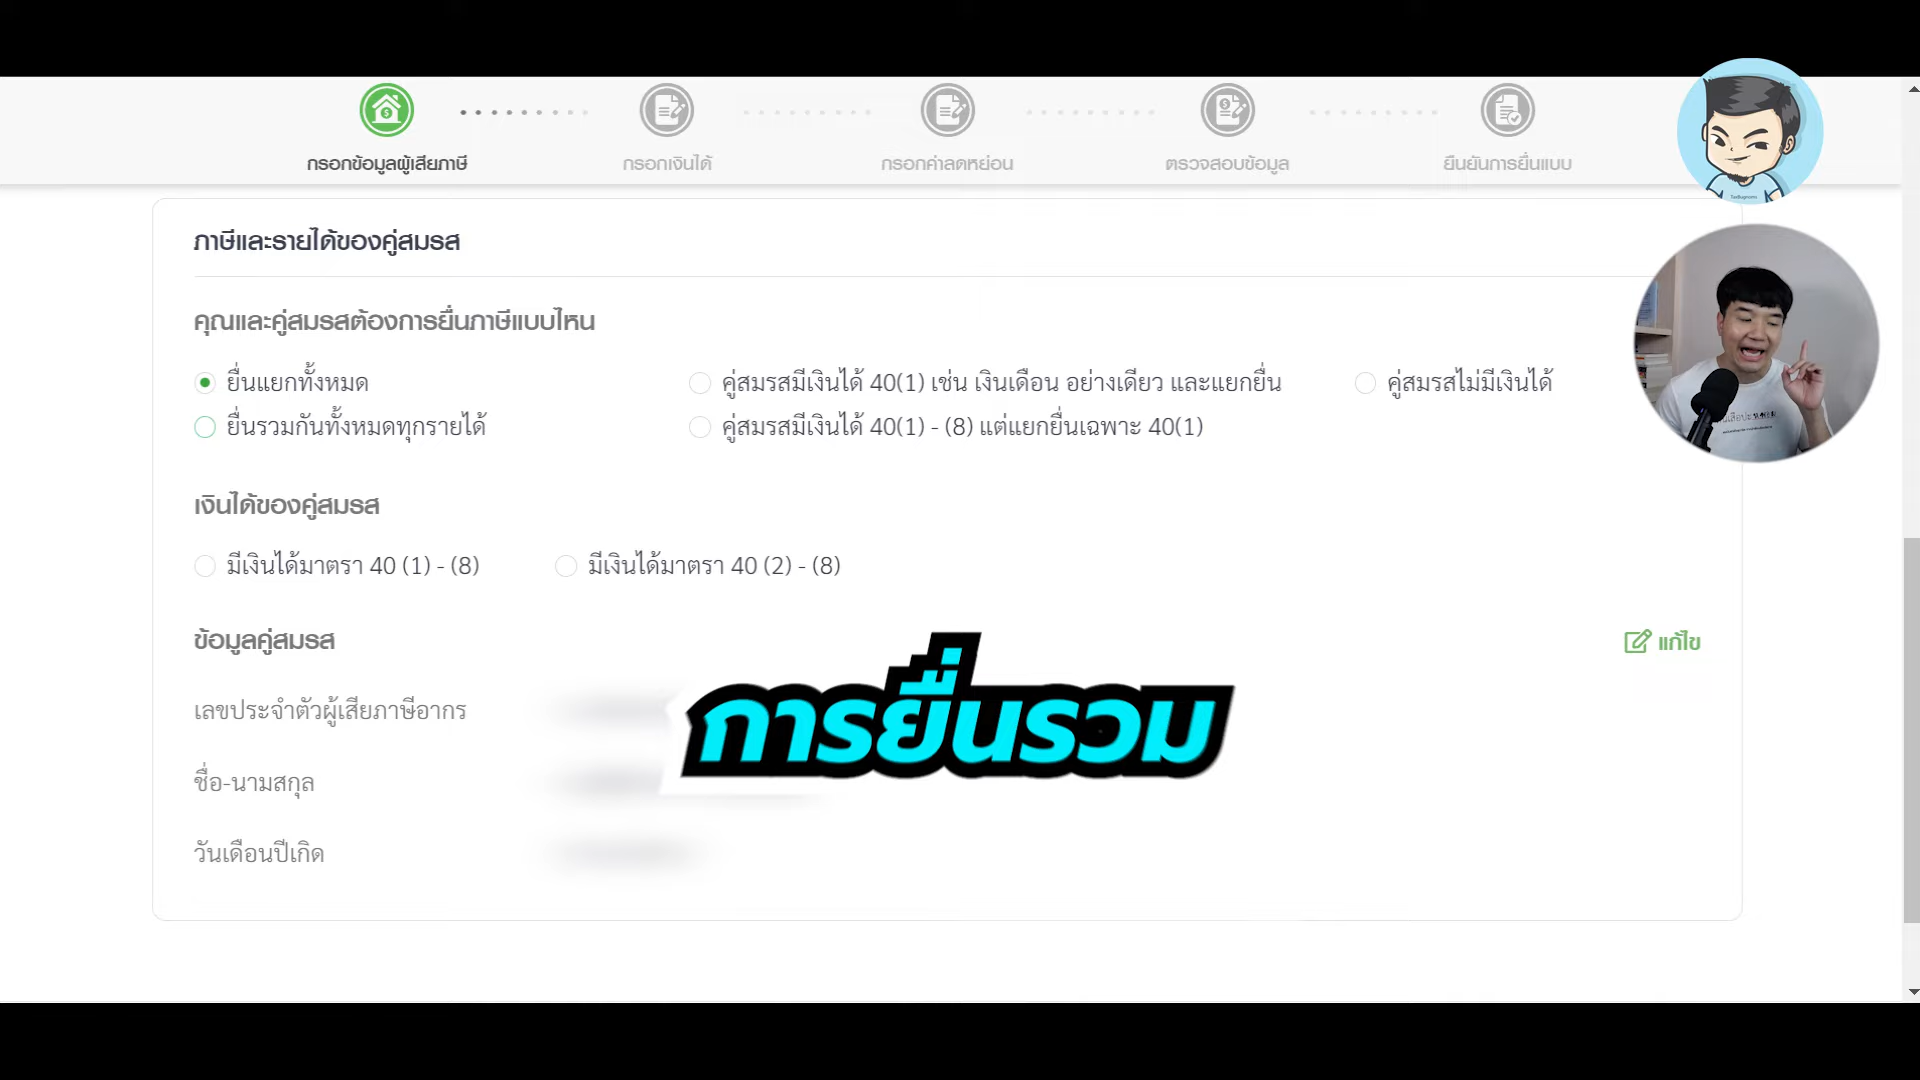 กรอกข้อมูลผู้เสียภาษี
กรอกเงินได้
กรอกค่าลดหย่อน
ตรวจสอบข้อมูล
ยืนยันการยื่นแบบ
ภาษีและรายได้ของคู่สมรส
คุณและคู่สมรสต้องการยื่นภาษีแบบไหน
ยื่นแยกทั้งหมด
คู่สมรสมีเงินได้ 40(1) เช่น เงินเดือน อย่างเดียว และแยกยื่น
คู่สมรสไม่มีเงินได้
ยื่นรวมกันทั้งหมดทุกรายได้
คู่สมรสมีเงินได้ 40(1) - (8) แต่แยกยื่นเฉพาะ 40(1)
เงินได้ของคู่สมรส
มีเงินได้มาตรา 40 (1) - (8)
มีเงินได้มาตรา 40 (2) - (8)
ข้อมูลคู่สมรส
แก้ไข
เลขประจำตัวผู้เสียภาษีอากร
การยื่นรวม
ชื่อ-นามสกุล
วันเดือนปีเกิด